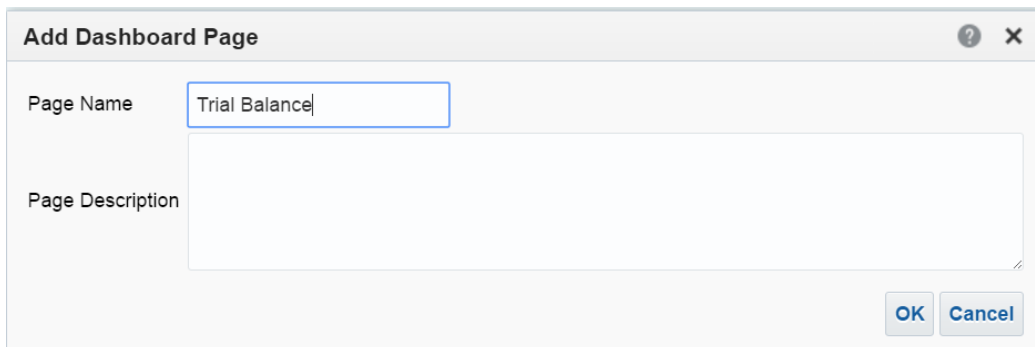 Add Dashboard Page
Page Name Trial Balance
Page Description
OK Cancel